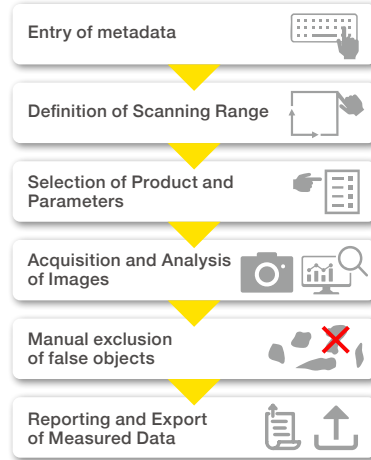 Entry of metadata
Definition of Scanning Range
Selection of Product and
Parameters
Acquisition and Analysis
of Images
Manual exclusion
of false objects
Reporting and Export
of Measured Data